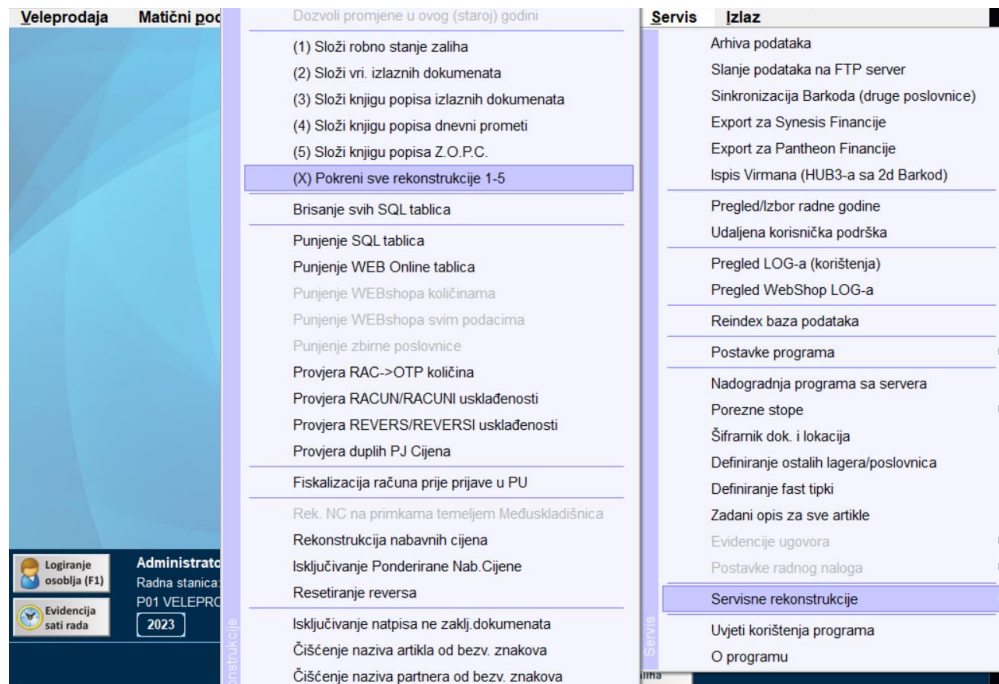 Veleprodaja
Matični pod
Servis
Izlaz
Dozvoli promjene u ovog (staroj) godini
(1) Složi robno stanje zaliha
(2) Složi vri. izlaznih dokumenata
(3) Složi knjigu popisa izlaznih dokumenata
(4) Složi knjigu popisa dnevni prometi
(5) Složi knjigu popisa Z.O.P.C.
(X) Pokreni sve rekonstrukcije 1-5
Brisanje svih SQL tablica
Punjenje SQL tablica
Punjenje WEB Online tablica
Punjenje WEBshopa količinama
Punjenje WEBshopa svim podacima
Punjenje zbirne poslovnice
Provjera RAC->OTP količina
Provjera RACUN/RACUNI usklađenosti
Provjera REVERS/REVERSI usklađenosti
Provjera duplih PJ Cijena
Fiskalizacija računa prije prijave u PU
Rek. NC na primkama temeljem Međuskladišnica
Rekonstrukcija nabavnih cijena
Isključivanje Ponderirane Nab.Cijene
Resetiranje reversa
Isključivanje natpisa ne zaklj.dokumenata
Čišćenje naziva artikla od bezv. znakova
Čišćenje naziva partnera od bezv. znakova
onstrukcije
Arhiva podataka
Slanje podataka na FTP server
Sinkronizacija Barkoda (druge poslovnice)
Export za Synesis Financije
Export za Pantheon Financije
Ispis Virmana (HUB3-a sa 2d Barkod)
Pregled/Izbor radne godine
Udaljena korisnička podrška
Pregled LOG-a (korištenja)
Pregled WebShop LOG-a
Reindex baza podataka
Postavke programa
Nadogradnja programa sa servera
Porezne stope
Šifrarnik dok. i lokacija
Definiranje ostalih lagera/poslovnica
Definiranje fast tipki
Zadani opis za sve artikle
Evidencije ugovora
Postavke radnog naloga
Servisne rekonstrukcije
Uvjeti korištenja programa
O programu
Servis
Logiranje
osoblja (F1)
Evidencija
sati rada
Administrato
Radna stanica:
P01 VELEPRO
2023